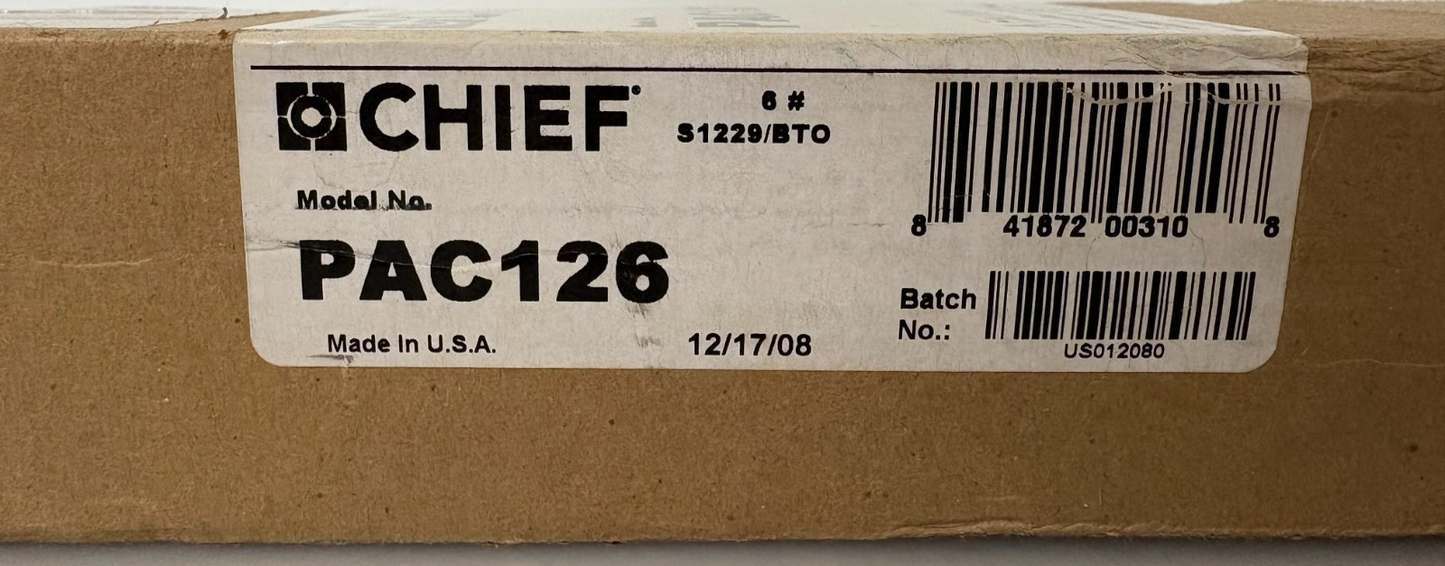 CHIEF
6 #
S1229/BTO
Model No.
PAC126
Made In U.S.A.
12/17/08
8 41872 00310 8
Batch
No.:
US012080